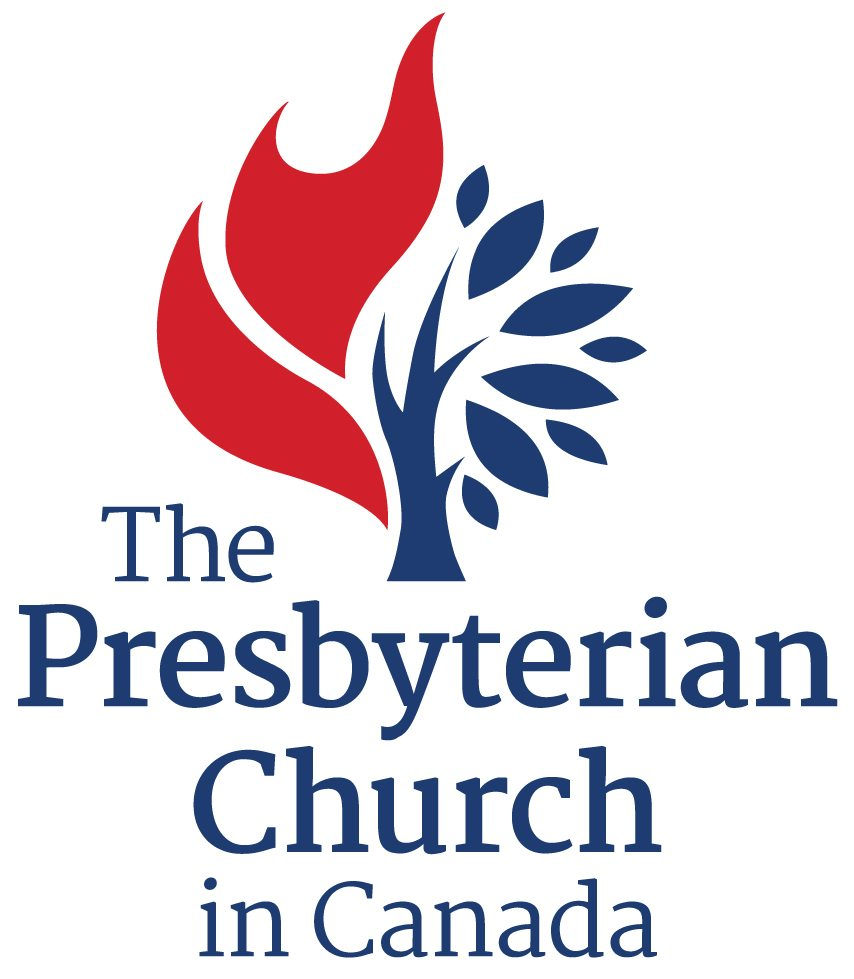 The
Presbyterian
Church
in Canada